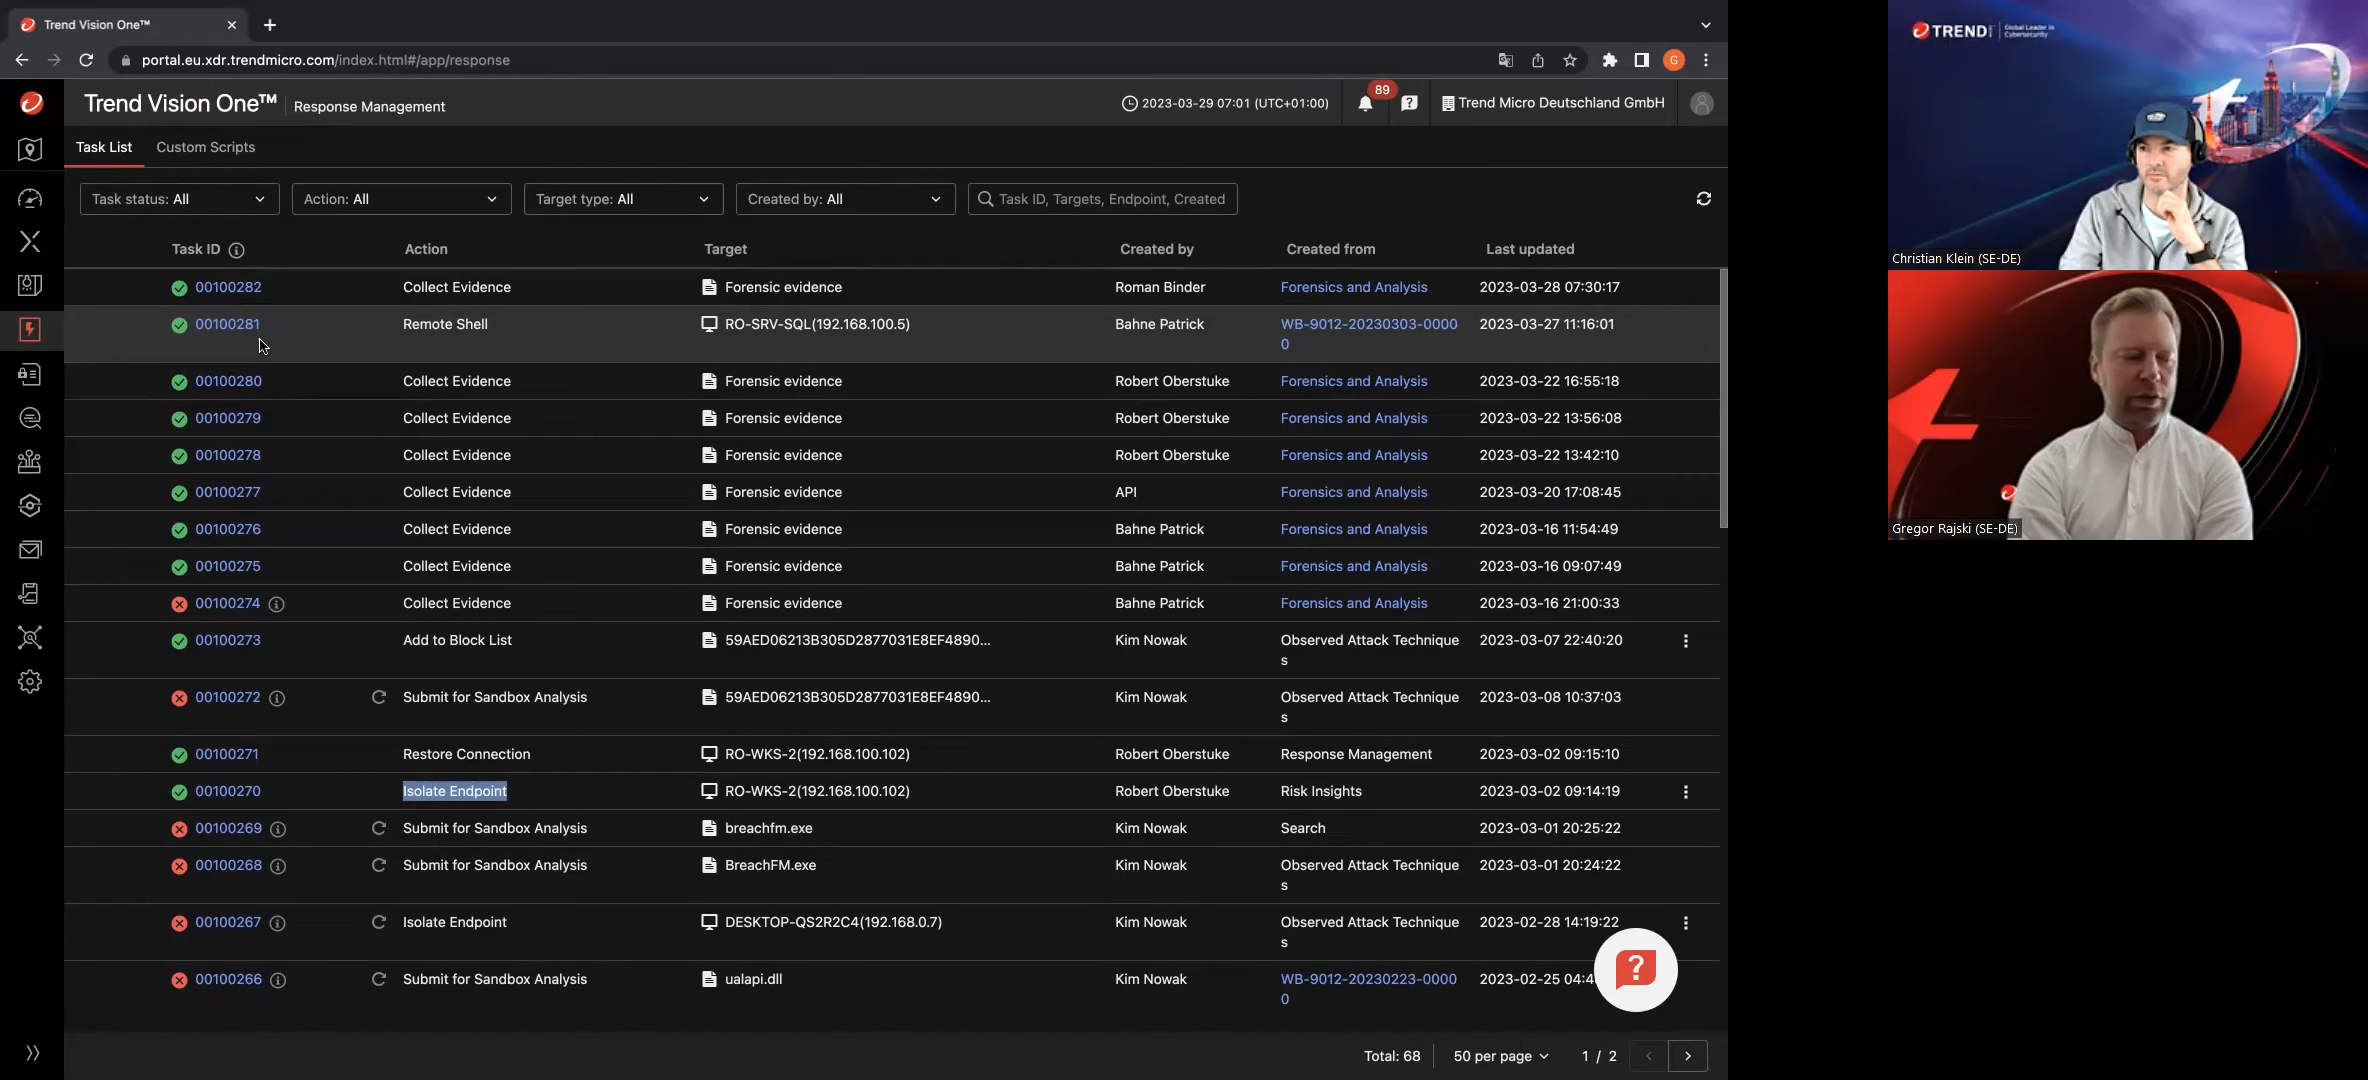 Trend Vision One™
portal.eu.xdr.trendmicro.com/index.html#/app/response
G
Trend Vision One™ | Response Management
2023-03-29 07:01 (UTC+01:00)
89
Trend Micro Deutschland GmbH
Task List Custom Scripts
Task status: All Action: All Target type: All Created by: All Task ID, Targets, Endpoint, Created
Task ID Action Target Created by Created from Last updated
00100282 Collect Evidence Forensic evidence Roman Binder Forensics and Analysis 2023-03-28 07:30:17
00100281 Remote Shell RO-SRV-SQL(192.168.100.5) Bahne Patrick WB-9012-20230303-0000 2023-03-27 11:16:01
0
00100280 Collect Evidence Forensic evidence Robert Oberstuke Forensics and Analysis 2023-03-22 16:55:18
00100279 Collect Evidence Forensic evidence Robert Oberstuke Forensics and Analysis 2023-03-22 13:56:08
00100278 Collect Evidence Forensic evidence Robert Oberstuke Forensics and Analysis 2023-03-22 13:42:10
00100277 Collect Evidence Forensic evidence API Forensics and Analysis 2023-03-20 17:08:45
00100276 Collect Evidence Forensic evidence Bahne Patrick Forensics and Analysis 2023-03-16 11:54:49
00100275 Collect Evidence Forensic evidence Bahne Patrick Forensics and Analysis 2023-03-16 09:07:49
00100274 Collect Evidence Forensic evidence Bahne Patrick Forensics and Analysis 2023-03-16 21:00:33
00100273 Add to Block List 59AED06213B305D2877031E8EF4890... Kim Nowak Observed Attack Technique 2023-03-07 22:40:20
s
00100272 Submit for Sandbox Analysis 59AED06213B305D2877031E8EF4890... Kim Nowak Observed Attack Technique 2023-03-08 10:37:03
s
00100271 Restore Connection RO-WKS-2(192.168.100.102) Robert Oberstuke Response Management 2023-03-02 09:15:10
00100270 Isolate Endpoint RO-WKS-2(192.168.100.102) Robert Oberstuke Risk Insights 2023-03-02 09:14:19
00100269 Submit for Sandbox Analysis breachfm.exe Kim Nowak Search 2023-03-01 20:25:22
00100268 Submit for Sandbox Analysis BreachFM.exe Kim Nowak Observed Attack Technique 2023-03-01 20:24:22
s
00100267 Isolate Endpoint DESKTOP-QS2R2C4(192.168.0.7) Kim Nowak Observed Attack Technique 2023-02-28 14:19:22
s
00100266 Submit for Sandbox Analysis ualapi.dll Kim Nowak WB-9012-20230223-0000 2023-02-25 04:4
0
Total: 68 50 per page 1 / 2
TREND
Global Leader in
Cybersecurity
Christian Klein (SE-DE)
Gregor Rajski (SE-DE)